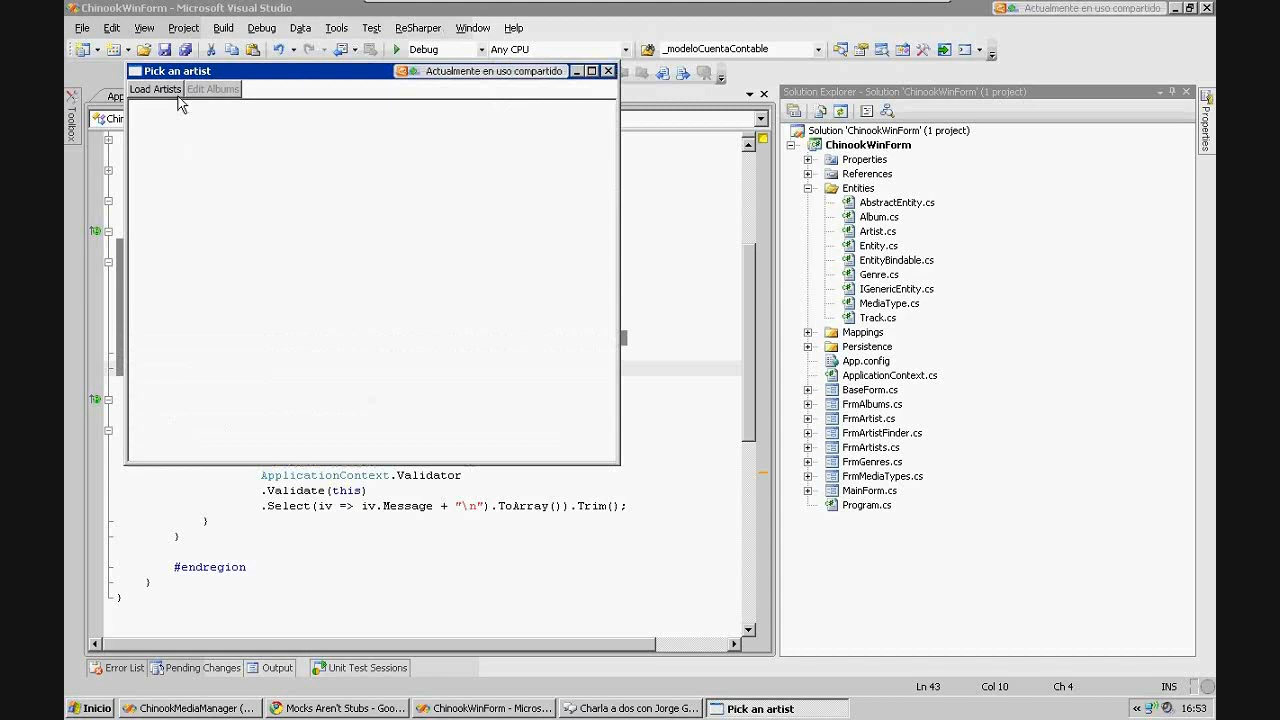 ChinookWinForm - Microsoft Visual Studio
Actualmente en uso compartido
File Edit View Project Build Debug Data Tools Test ReSharper Window Help
Debug Any CPU _modeloCuentaContable
Pick an artist Actualmente en uso compartido
Load Artists Edit Albums
Toolbox
Solution Explorer - Solution 'ChinookWinForm' (1 project)
Properties
Solution 'ChinookWinForm' (1 project)
ChinookWinForm
Properties
References
Entities
AbstractEntity.cs
Album.cs
Artist.cs
Entity.cs
EntityBindable.cs
Genre.cs
IGenericEntity.cs
MediaType.cs
Track.cs
Mappings
Persistence
App.config
ApplicationContext.cs
BaseForm.cs
FrmAlbums.cs
FrmArtist.cs
FrmArtistFinder.cs
FrmArtists.cs
FrmGenres.cs
FrmMediaTypes.cs
MainForm.cs
Program.cs
ApplicationContext.Validator
.Validate(this)
.Select(iv => iv.Message + "\n").ToArray()).Trim();
}
}
#endregion
}
}
Error List Pending Changes Output Unit Test Sessions
Ln 43 Col 10 Ch 4 INS
Inicio ChinookMediaManager (... Mocks Aren't Stubs - Goo... ChinookWinForm - Micros... Charla a dos con Jorge G... Pick an artist « 16:53